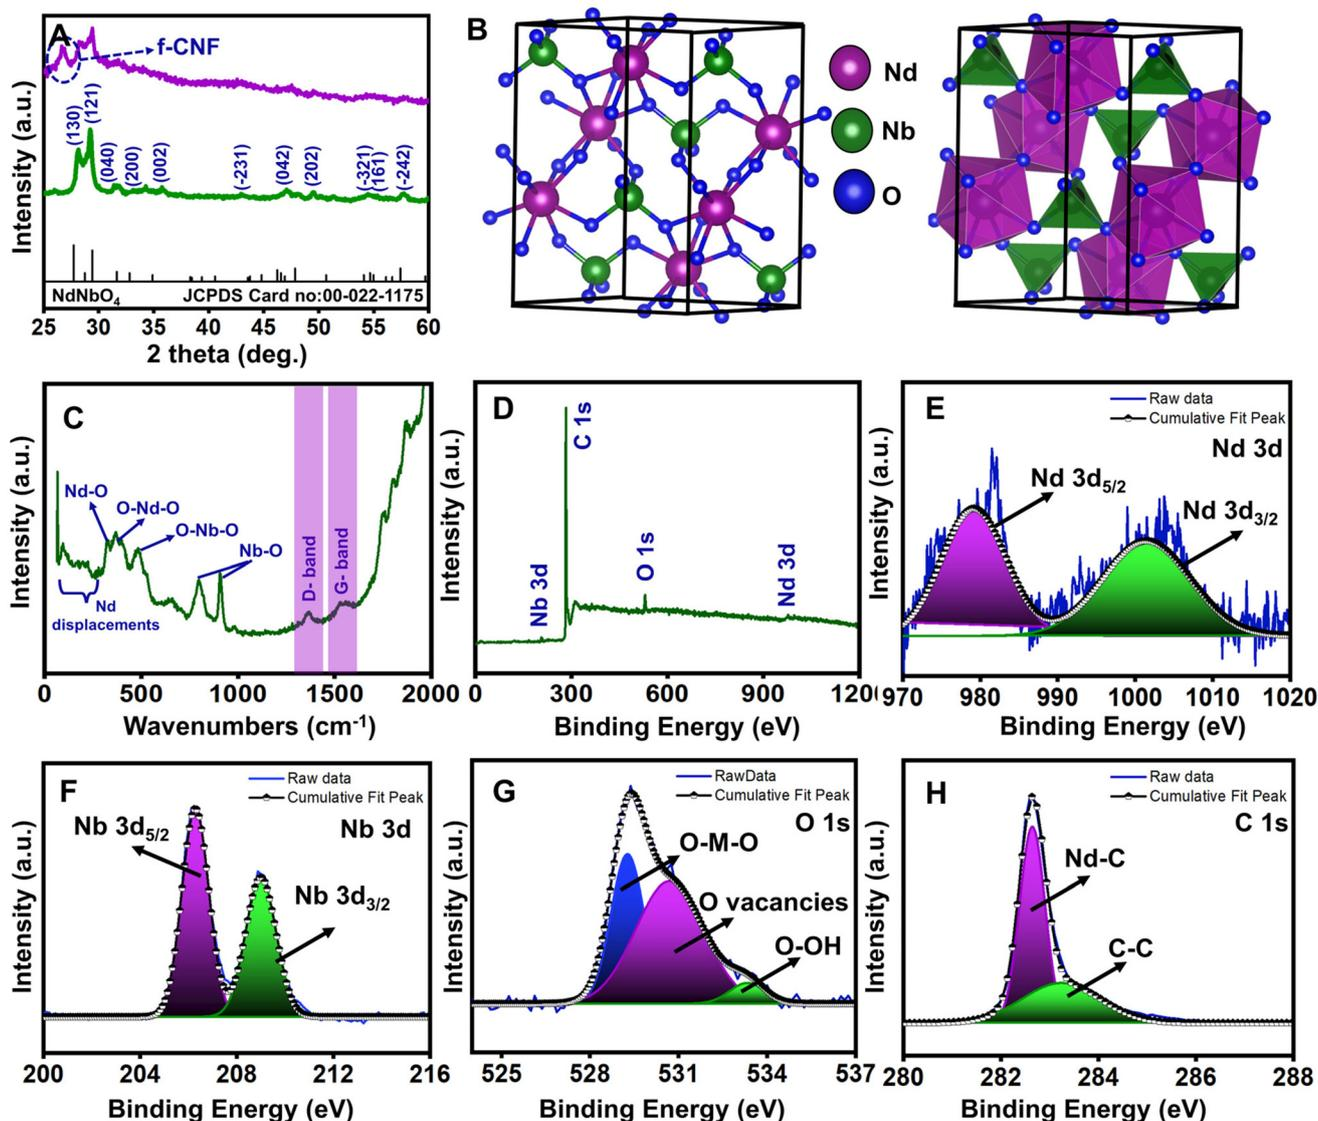 A
f-CNF
(130)
(121)
(040)
(200)
(002)
(-231)
(042)
(202)
(-321)
(161)
(-242)
NdNbO4
JCPDS Card no:00-022-1175
25 30 35 40 45 50 55 60
2 theta (deg.)
Intensity (a.u.)
B
Nd
Nb
O
C
Nd-O
O-Nd-O
O-Nb-O
Nb-O
Nd
displacements
D- band
G- band
0 500 1000 1500 2000
Wavenumbers (cm-1)
Intensity (a.u.)
D
Nb 3d
C 1s
O 1s
Nd 3d
0 300 600 900 120
Binding Energy (eV)
Intensity (a.u.)
E
Raw data
Cumulative Fit Peak
Nd 3d
Nd 3d5/2
Nd 3d3/2
970 980 990 1000 1010 1020
Binding Energy (eV)
Intensity (a.u.)
F
Raw data
Cumulative Fit Peak
Nb 3d
Nb 3d5/2
Nb 3d3/2
200 204 208 212 216
Binding Energy (eV)
Intensity (a.u.)
G
RawData
Cumulative Fit Peak
O 1s
O-M-O
O vacancies
O-OH
525 528 531 534 537
Binding Energy (eV)
Intensity (a.u.)
H
Raw data
Cumulative Fit Peak
C 1s
Nd-C
C-C
280 282 284 286 288
Binding Energy (eV)
Intensity (a.u.)